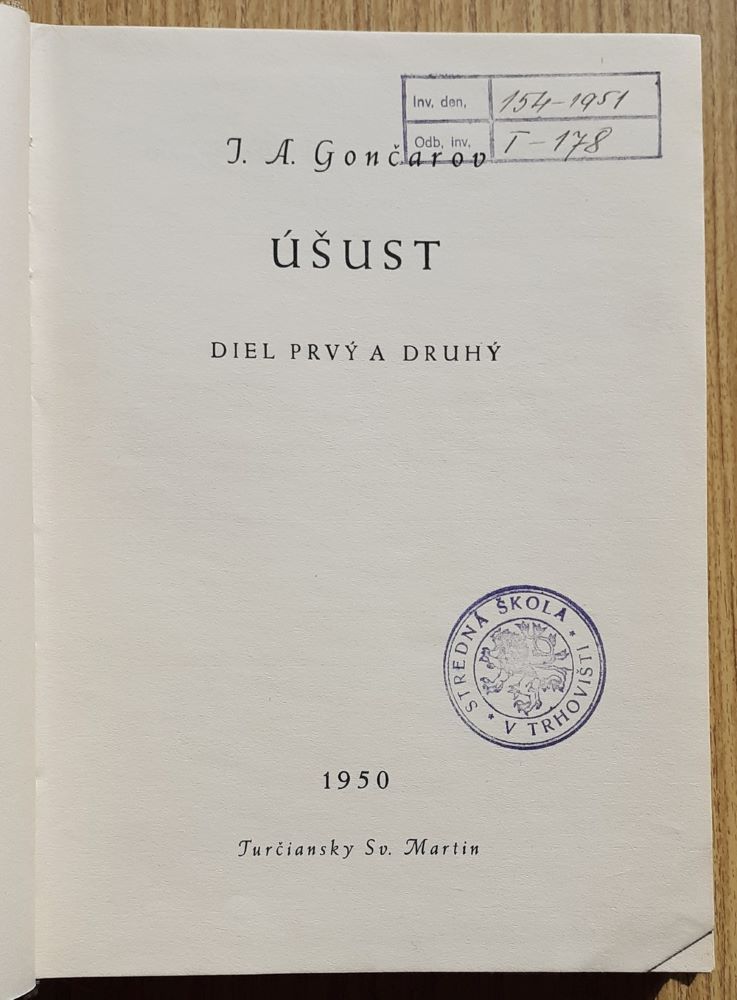 Inv. den. 154-1951
Odb. inv. T-178
J. A. Gončarov
ÚŠUST
DIEL PRVÝ A DRUHÝ
STREDNÁ ŠKOLA * V TRHOVIŠTI *
1950
Turčiansky Sv. Martin